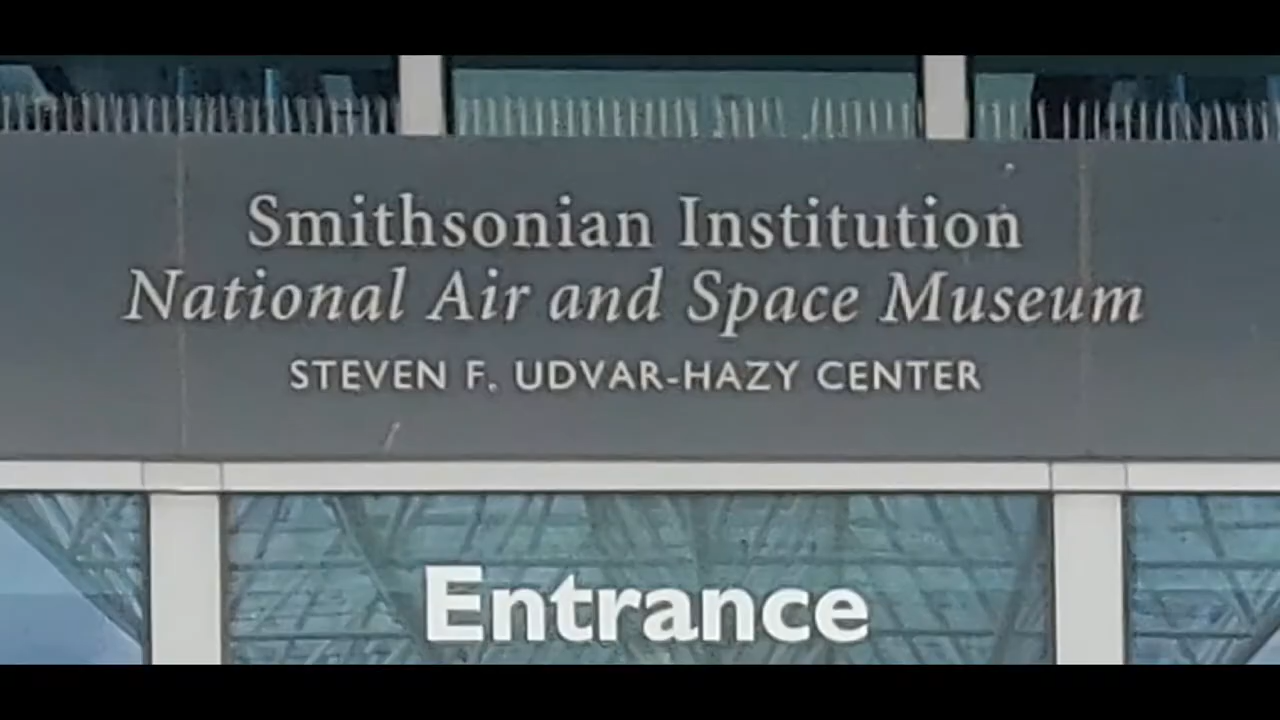 Smithsonian Institution
National Air and Space Museum
STEVEN F. UDVAR-HAZY CENTER
Entrance